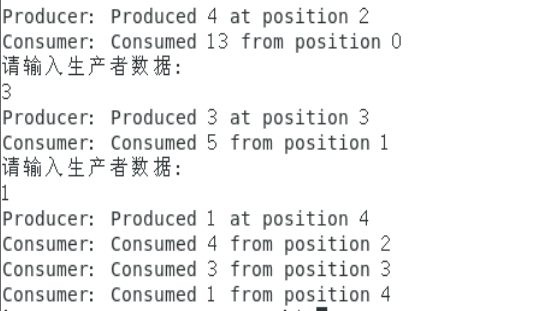 Producer: Produced 4 at position 2
Consumer: Consumed 13 from position 0
请输入生产者数据:
3
Producer: Produced 3 at position 3
Consumer: Consumed 5 from position 1
请输入生产者数据:
1
Producer: Produced 1 at position 4
Consumer: Consumed 4 from position 2
Consumer: Consumed 3 from position 3
Consumer: Consumed 1 from position 4